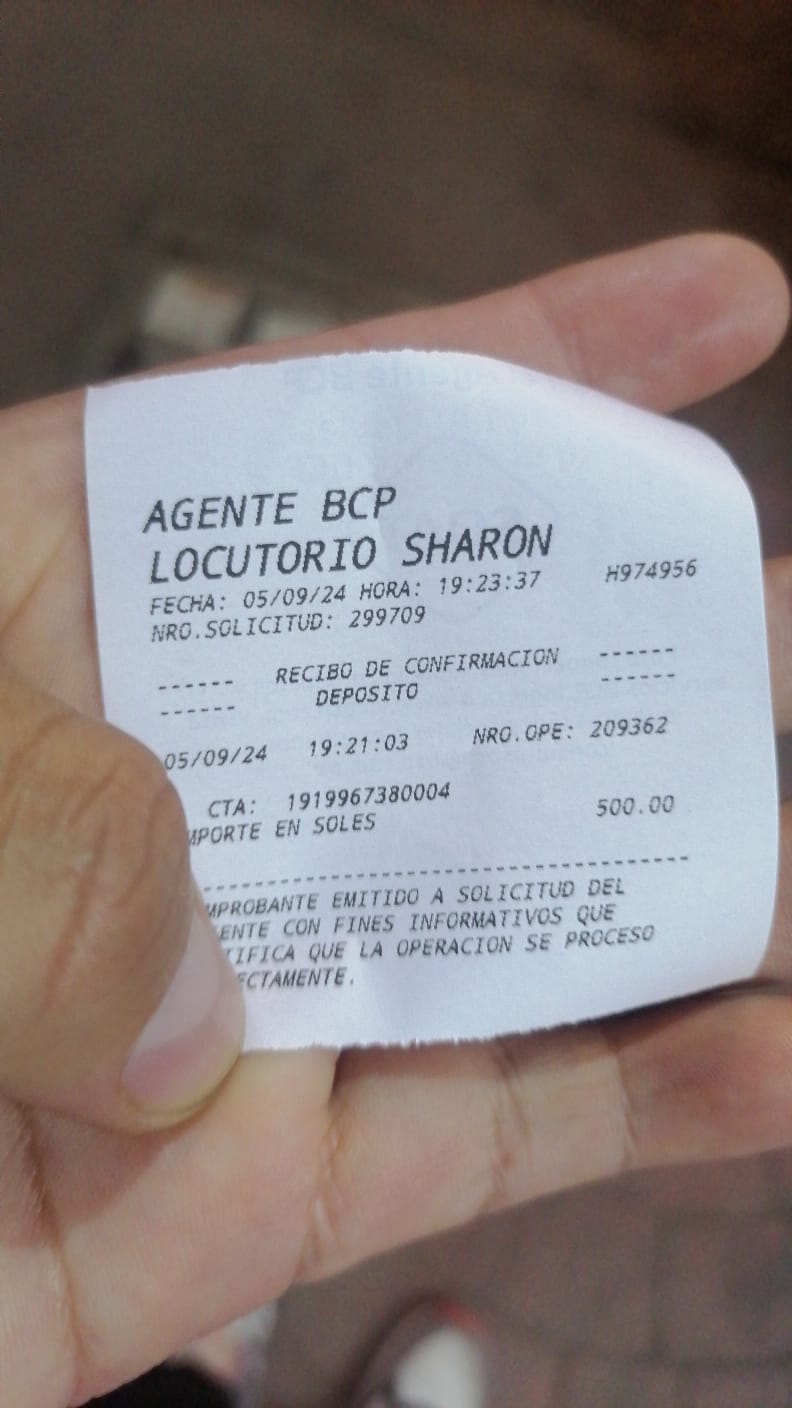 AGENTE BCP
LOCUTORIO SHARON
FECHA: 05/09/24 HORA: 19:23:37 H974956
NRO.SOLICITUD: 299709
------ RECIBO DE CONFIRMACION ------
------ DEPOSITO ------
05/09/24 19:21:03 NRO.OPE: 209362
CTA: 1919967380004
MPORTE EN SOLES 500.00
------------------------------------------
MPROBANTE EMITIDO A SOLICITUD DEL
ENTE CON FINES INFORMATIVOS QUE
TIFICA QUE LA OPERACION SE PROCESO
ECTAMENTE.